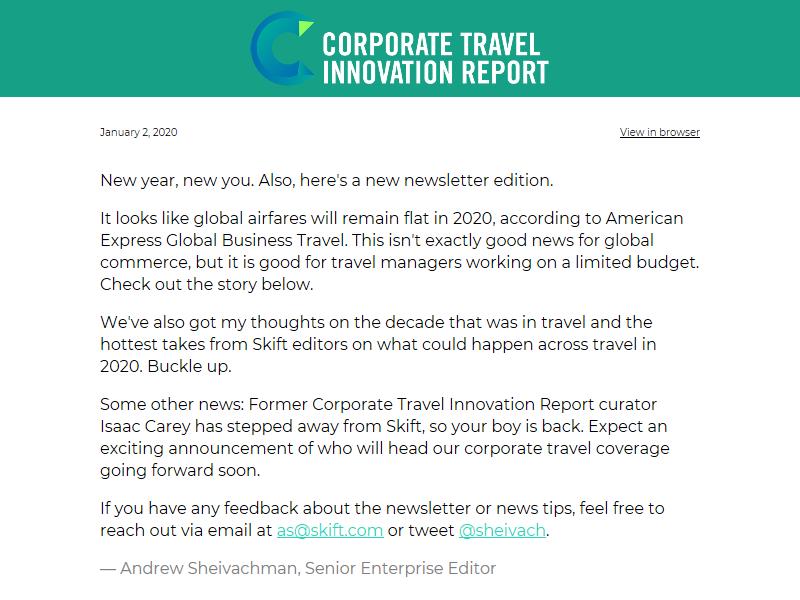 CORPORATE TRAVEL
INNOVATION REPORT
January 2, 2020
View in browser
New year, new you. Also, here's a new newsletter edition.
It looks like global airfares will remain flat in 2020, according to American
Express Global Business Travel. This isn't exactly good news for global
commerce, but it is good for travel managers working on a limited budget.
Check out the story below.
We've also got my thoughts on the decade that was in travel and the
hottest takes from Skift editors on what could happen across travel in
2020. Buckle up.
Some other news: Former Corporate Travel Innovation Report curator
Isaac Carey has stepped away from Skift, so your boy is back. Expect an
exciting announcement of who will head our corporate travel coverage
going forward soon.
If you have any feedback about the newsletter or news tips, feel free to
reach out via email at as@skift.com or tweet @sheivach.
— Andrew Sheivachman, Senior Enterprise Editor